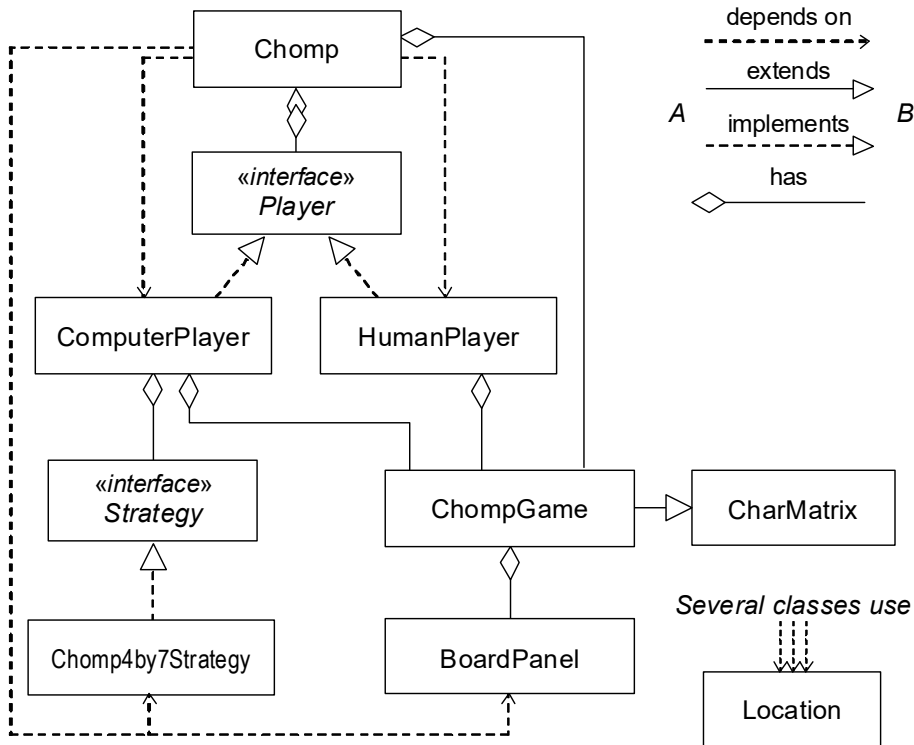 depends on
extends
A
B
implements
has
Chomp
«interface»
Player
ComputerPlayer
HumanPlayer
«interface»
Strategy
ChompGame
CharMatrix
Several classes use
Chomp4by7Strategy
BoardPanel
Location